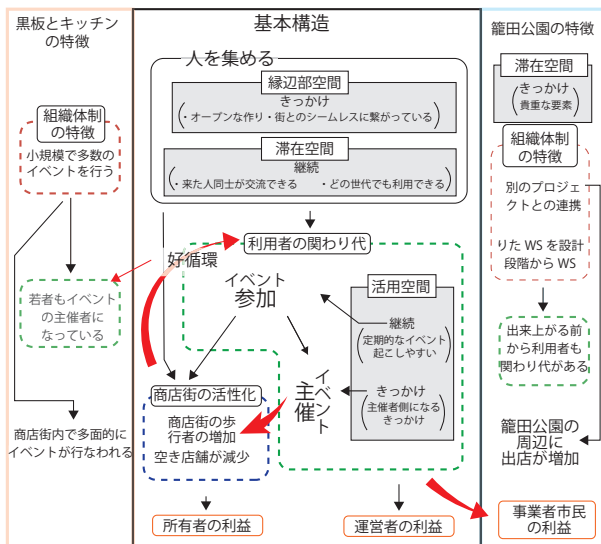 黒板とキッチン
の特徴
組織体制
の特徴
小規模で多数の
イベントを行う
若者もイベント
の主催者に
なっている
商店街内で多面的に
イベントが行なわれる
基本構造
人を集める
縁辺部空間
きっかけ
(・オープンな作り・街とのシームレスに繋がっている)
滞在空間
継続
(・来た人同士が交流できる ・どの世代でも利用できる)
利用者の関わり代
好循環
イベント
参加
イベント
主催
活用空間
継続
(定期的なイベント
起こしやすい)
きっかけ
(主催者側になる
きっかけ)
商店街の活性化
商店街の歩
行者の増加
空き店舗が減少
所有者の利益
運営者の利益
籠田公園の特徴
滞在空間
きっかけ
(貴重な要素)
組織体制
の特徴
別のプロジェ
クトとの連携
りた WS を設計
段階から WS
出来上がる前
から利用者も
関わり代がある
籠田公園の
周辺に
出店が増加
事業者市民
の利益